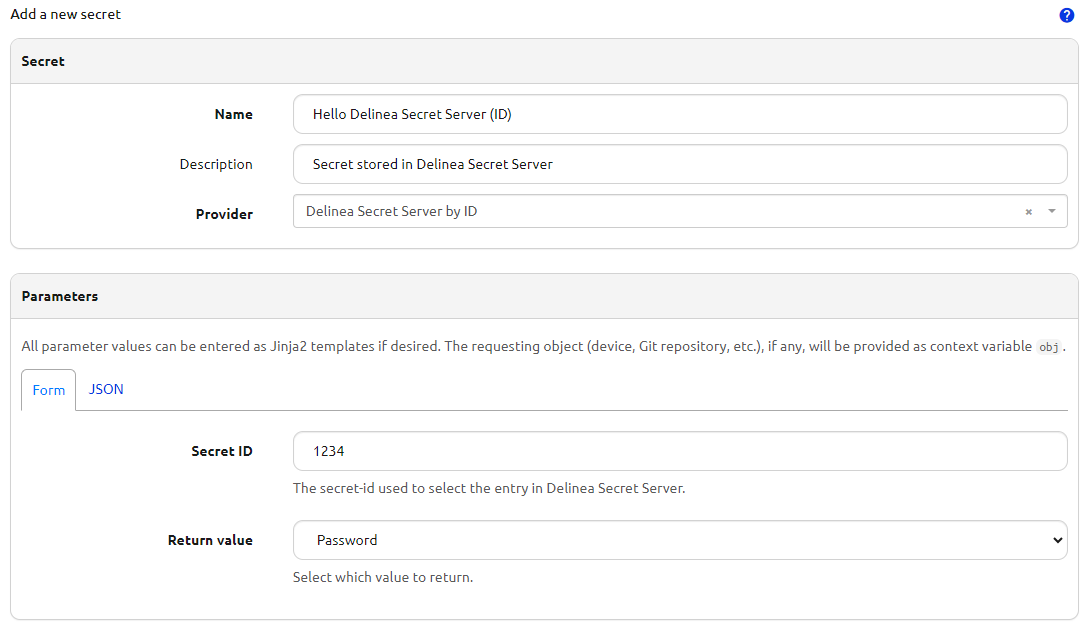 Add a new secret
?
Secret
Name
Hello Delinea Secret Server (ID)
Description
Secret stored in Delinea Secret Server
Provider
Delinea Secret Server by ID
×
Parameters
All parameter values can be entered as Jinja2 templates if desired. The requesting object (device, Git repository, etc.), if any, will be provided as context variable obj.
Form JSON
Secret ID
1234
The secret-id used to select the entry in Delinea Secret Server.
Return value
Password
Select which value to return.